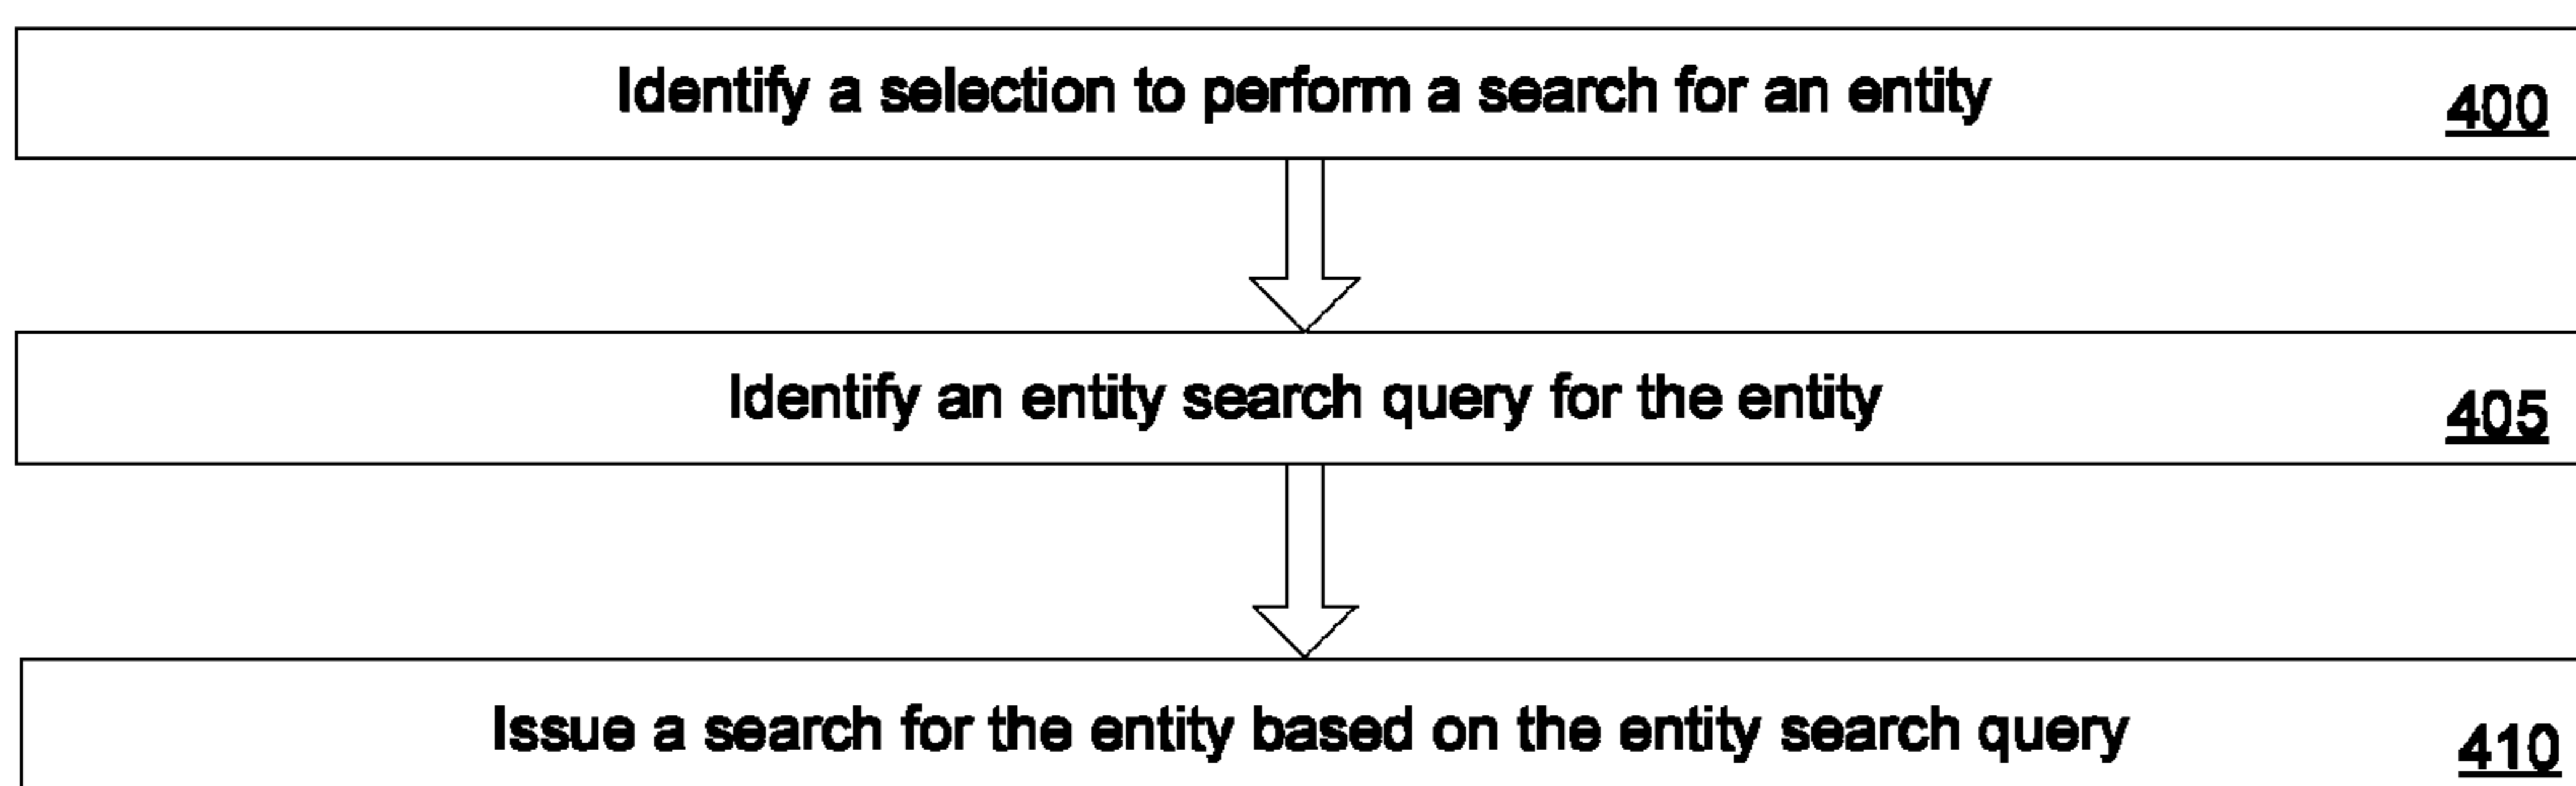 Identify a selection to perform a search for an entity 400
Identify an entity search query for the entity 405
Issue a search for the entity based on the entity search query 410